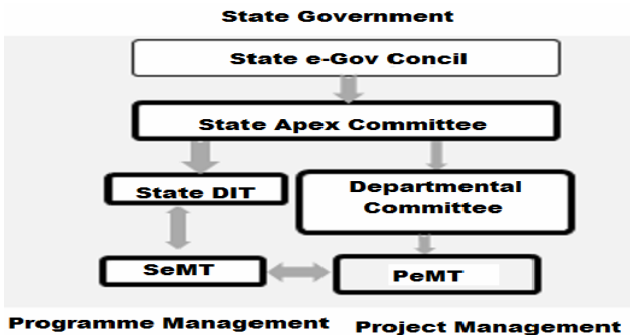 State Government
State e-Gov Concil
State Apex Committee
State DIT
Departmental
Committee
SeMT
PeMT
Programme Management
Project Management